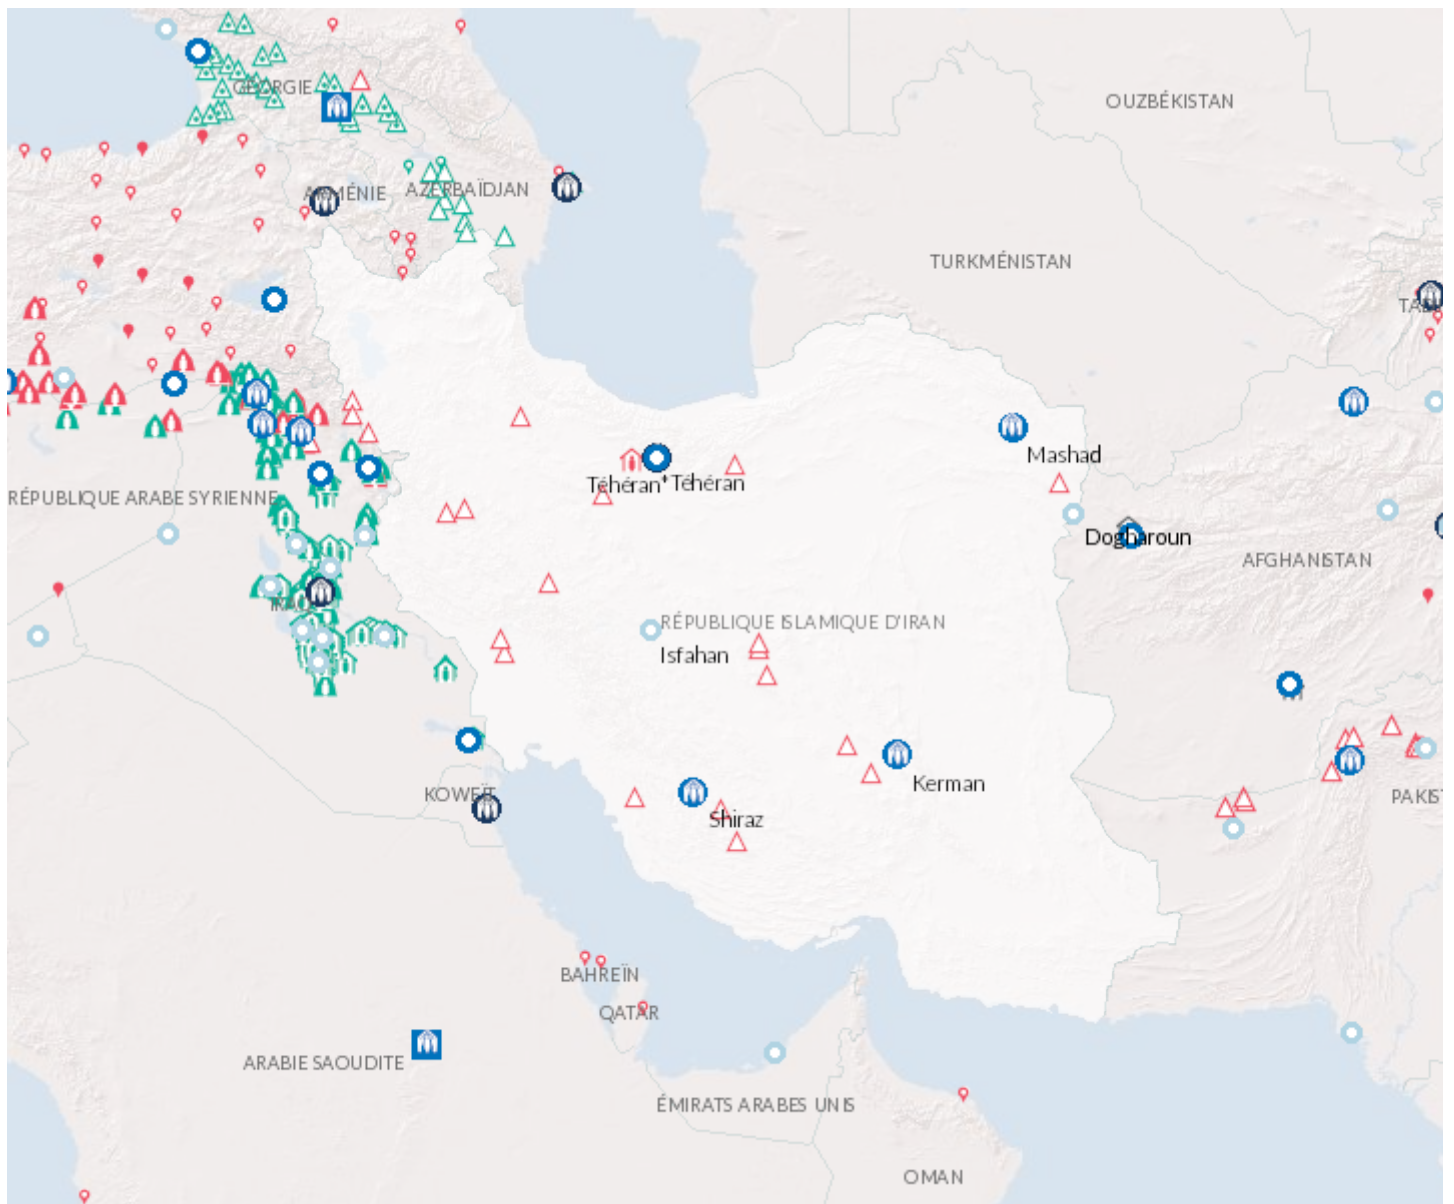 GÉORGIE
OUZBÉKISTAN
ARMÉNIE
AZERBAÏDJAN
TURKMÉNISTAN
Mashad
Téhéran*
Téhéran
RÉPUBLIQUE ARABE SYRIENNE
Dogharoun
AFGHANISTAN
RÉPUBLIQUE ISLAMIQUE D'IRAN
Isfahan
KOWEÏT
Kerman
PAKIST
Shiraz
BAHREÏN
QATAR
ARABIE SAOUDITE
ÉMIRATS ARABES UNIS
OMAN